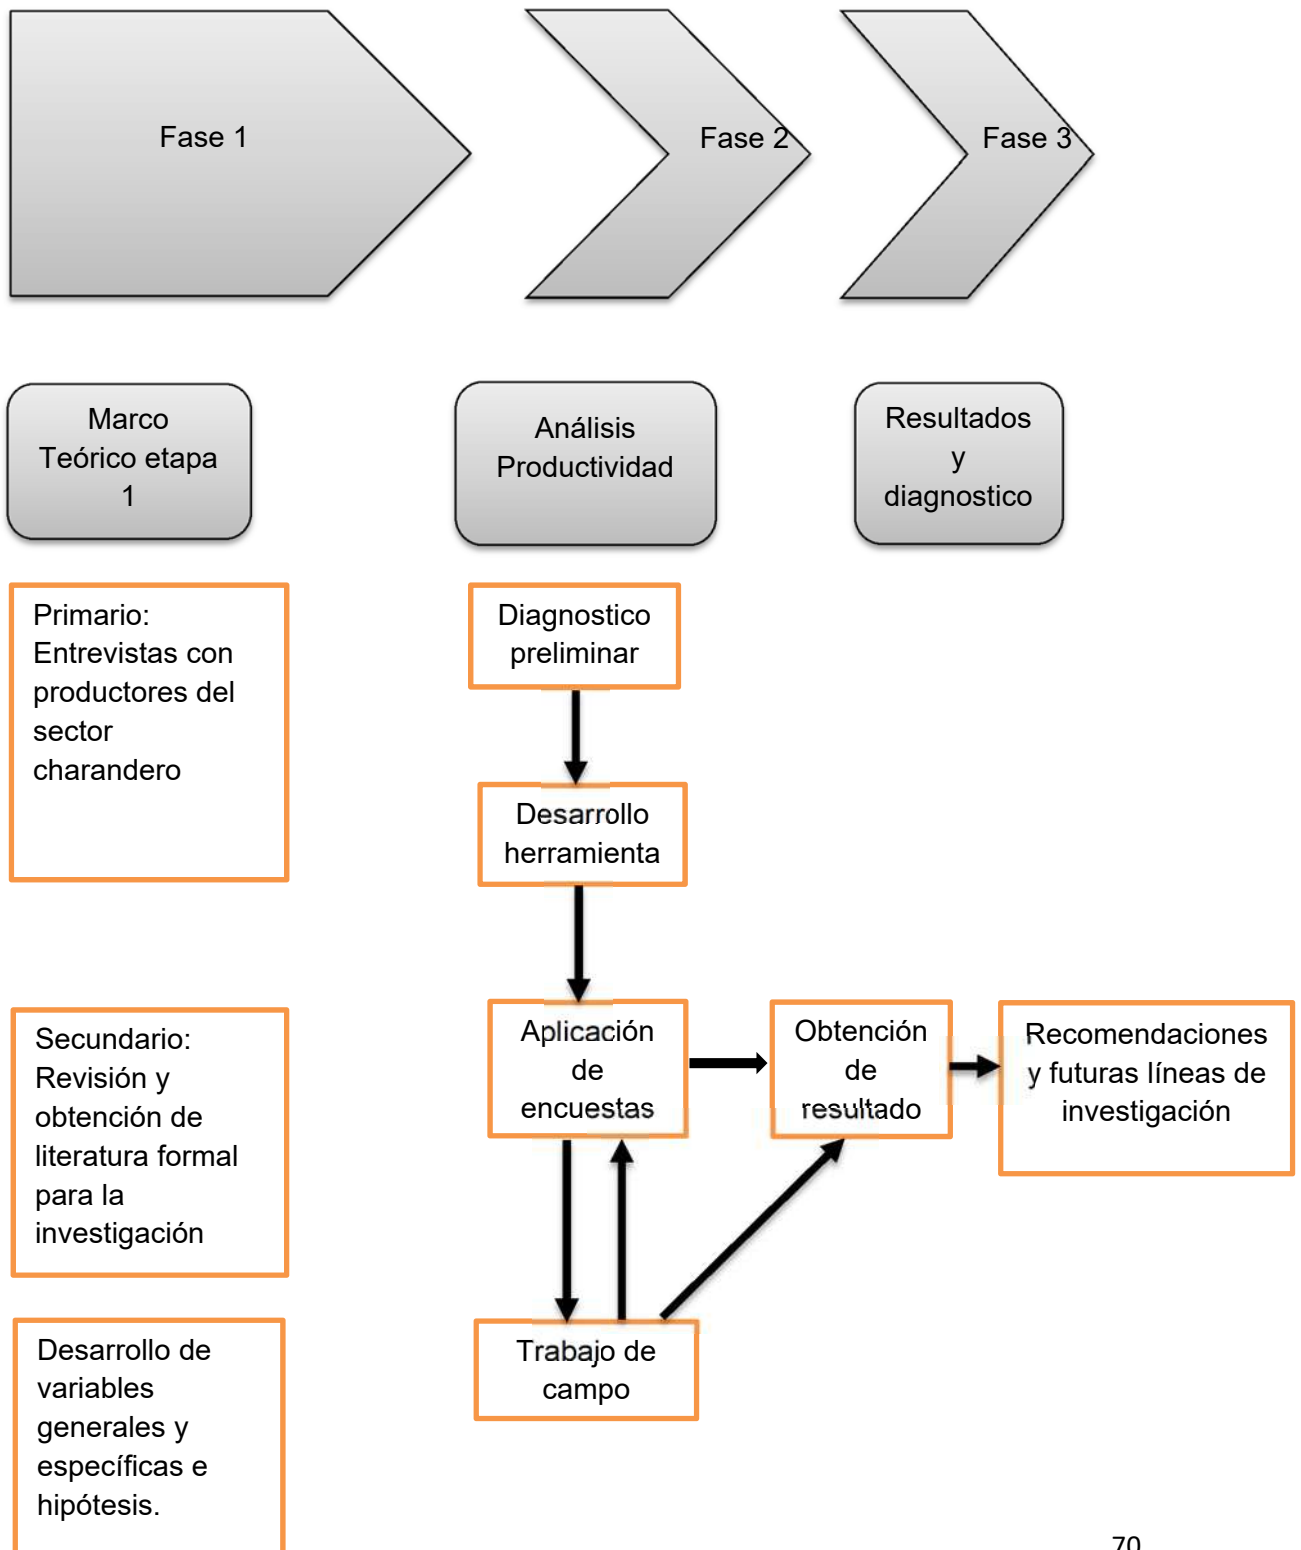 Fase 1
Fase 2
Fase 3
Marco
Teórico etapa
1
Análisis
Productividad
Resultados
y
diagnostico
Primario:
Entrevistas con
productores del
sector
charandero
Diagnostico
preliminar
Desarrollo
herramienta
Secundario:
Revisión y
obtención de
literatura formal
para la
investigación
Aplicación
de
encuestas
Obtención
de
resultado
Recomendaciones
y futuras líneas de
investigación
Desarrollo de
variables
generales y
específicas e
hipótesis.
Trabajo de
campo
70